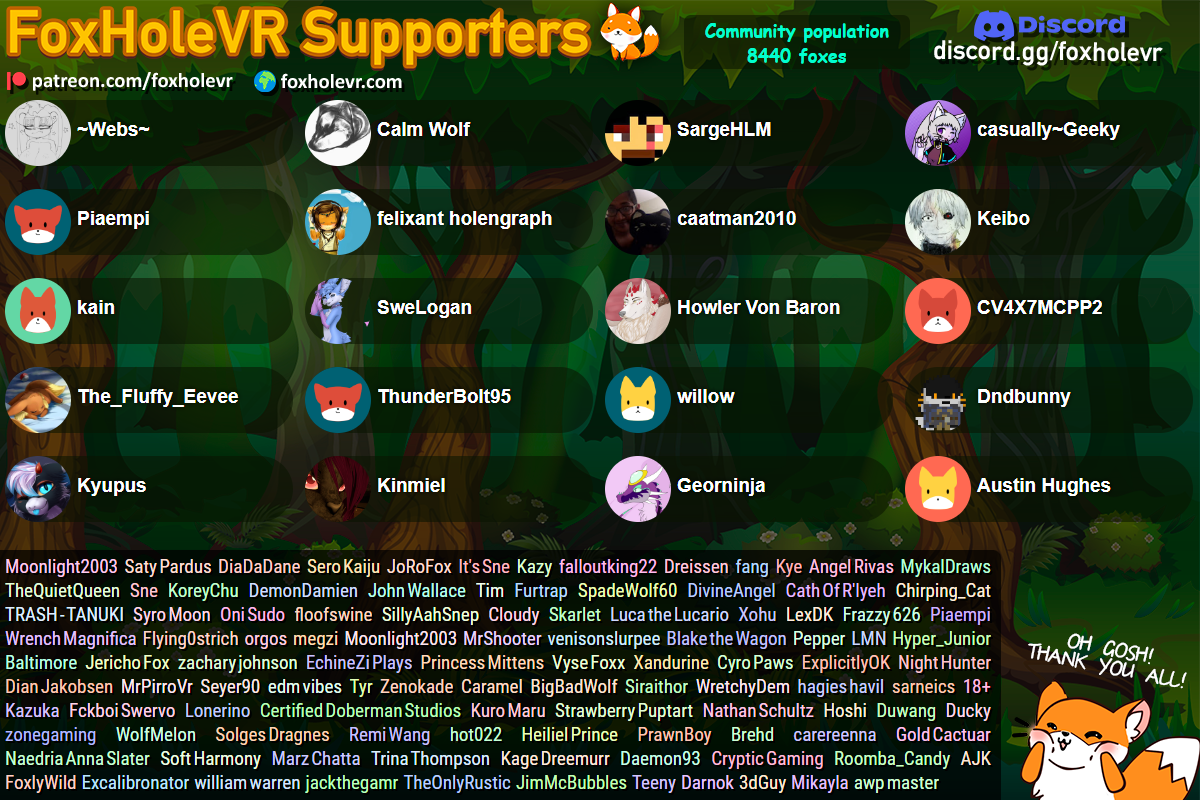 FoxHoleVR Supporters
Community population
8440 foxes
Discord
discord.gg/foxholevr
patreon.com/foxholevr foxholevr.com
~Webs~ Calm Wolf SargeHLM casually~Geeky
Piaempi felixant holengraph caatman2010 Keibo
kain SweLogan Howler Von Baron CV4X7MCPP2
The_Fluffy_Eevee ThunderBolt95 willow Dndbunny
Kyupus Kinmiel Georninja Austin Hughes
Moonlight2003 Saty Pardus DiaDaDane Sero Kaiju JoRoFox It's Sne Kazy falloutking22 Dreissen fang Kye Angel Rivas MykalDraws
TheQuietQueen Sne KoreyChu DemonDamien John Wallace Tim Furtrap SpadeWolf60 DivineAngel Cath Of R'lyeh Chirping_Cat
TRASH-TANUKI Syro Moon Oni Sudo floofswine SillyAahSnep Cloudy Skarlet Luca the Lucario Xohu LexDK Frazzy 626 Piaempi
Wrench Magnifica Flying0strich orgos megzi Moonlight2003 MrShooter venisonslurpee Blake the Wagon Pepper LMN Hyper_Junior
Baltimore Jericho Fox zachary johnson EchineZi Plays Princess Mittens Vyse Foxx Xandurine Cyro Paws ExplicitlyOK Night Hunter
Dian Jakobsen MrPirroVr Seyer90 edm vibes Tyr Zenokade Caramel BigBadWolf Siraithor WretchyDem hagies havil sarneics 18+
Kazuka Fckboi Swervo Lonerino Certified Doberman Studios Kuro Maru Strawberry Puptart Nathan Schultz Hoshi Duwang Ducky
zonegaming WolfMelon Solges Dragnes Remi Wang hot022 Heiliel Prince PrawnBoy Brehd careerenna Gold Cactuar
Naedria Anna Slater Soft Harmony Marz Chatta Trina Thompson Kage Dreemurr Daemon93 Cryptic Gaming Roomba_Candy AJK
FoxlyWild Excalibronator william warren jackthegamr TheOnlyRustic JimMcBubbles Teeny Darnok 3dGuy Mikayla awp master
OH GOSH!
THANK YOU ALL!